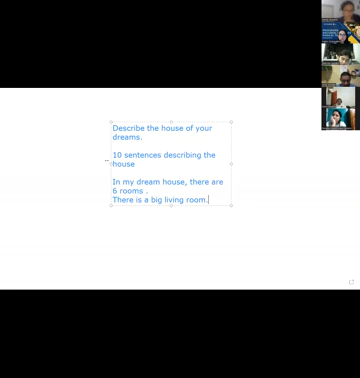 Describe the house of your
dreams.
10 sentences describing the
house
In my dream house, there are
6 rooms .
There is a big living room.